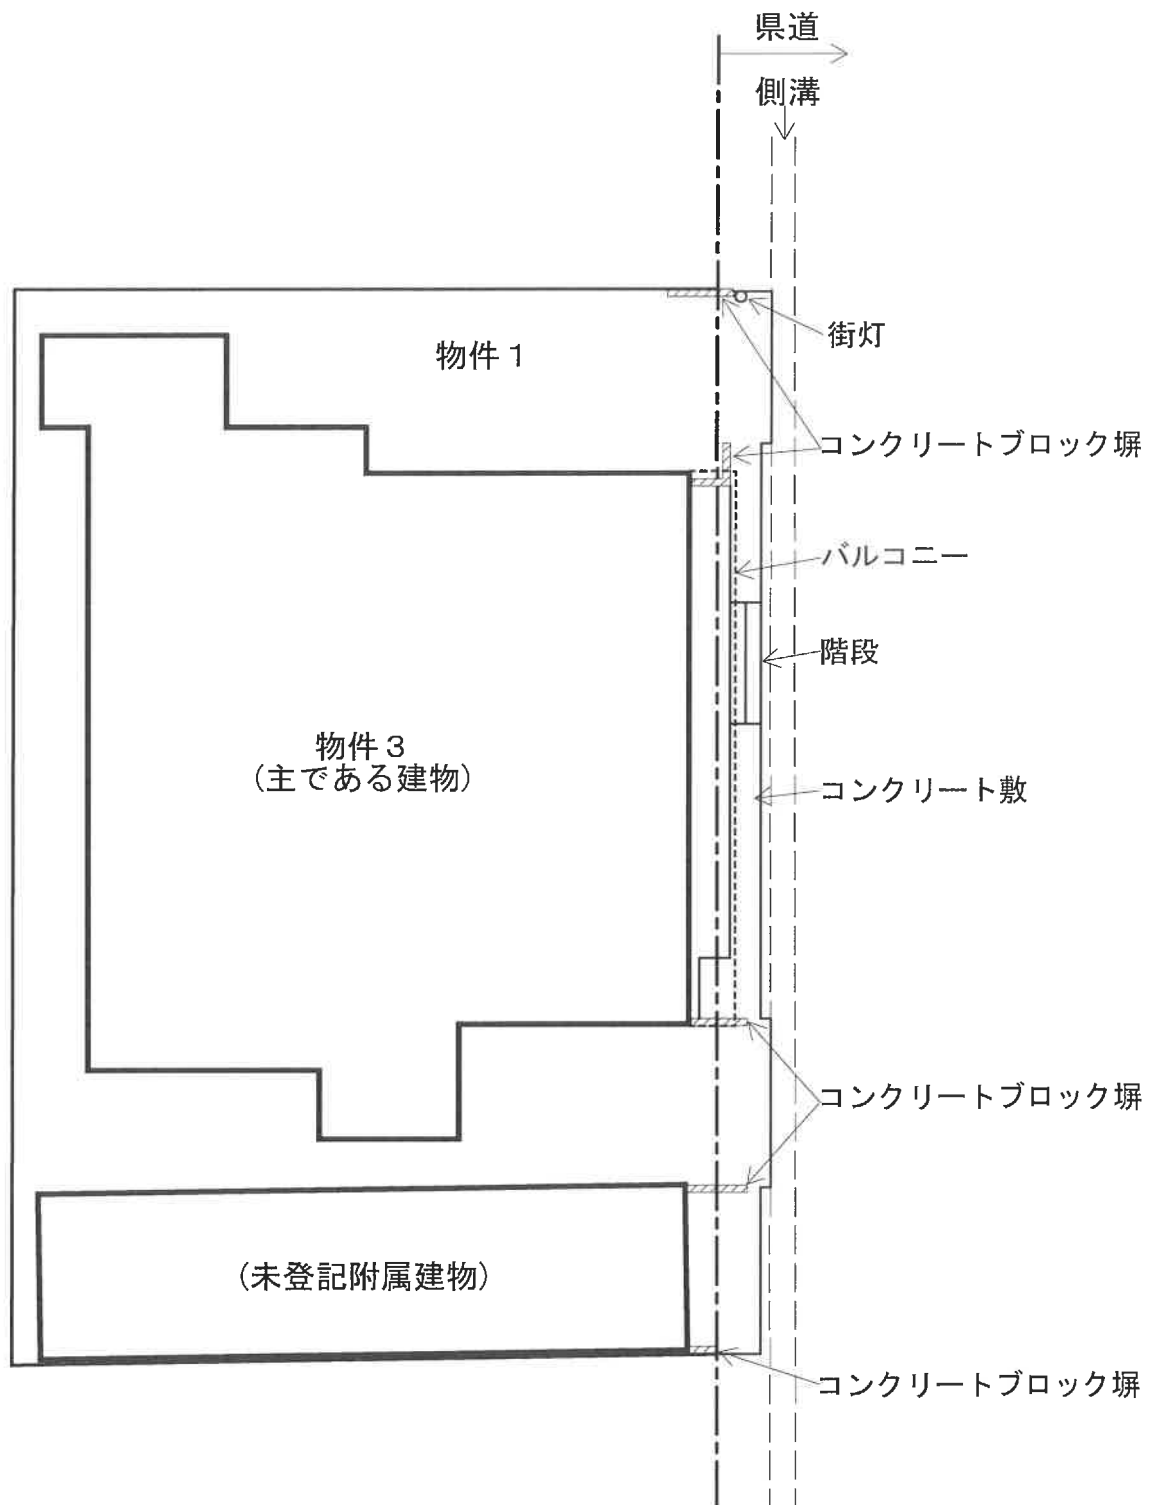 県道
側溝
街灯
物件1
コンクリートブロック塀
バルコニー
階段
物件3
(主である建物)
コンクリート敷
コンクリートブロック塀
(未登記附属建物)
コンクリートブロック塀